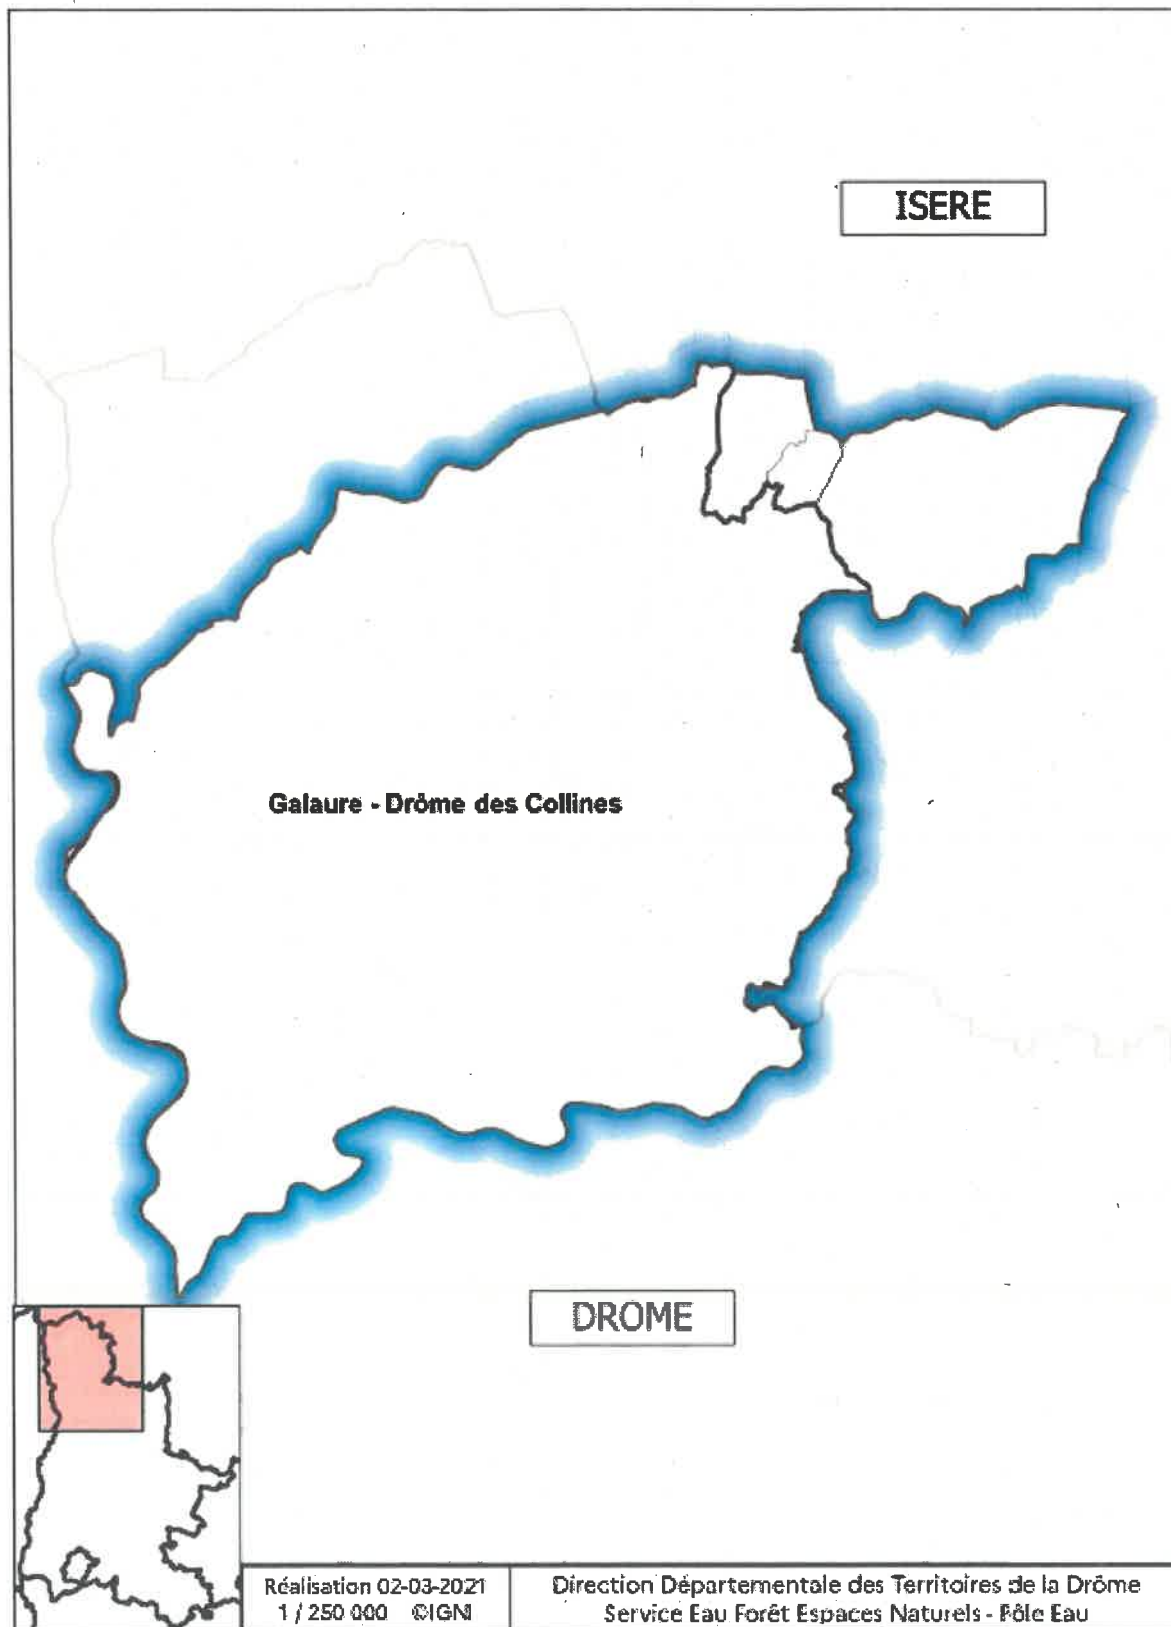 ISERE
Galaure - Drôme des Collines
DROME
Réalisation 02-03-2021
1 / 250 000 ©IGN
Direction Départementale des Territoires de la Drôme
Service Eau Forêt Espaces Naturels - Pôle Eau